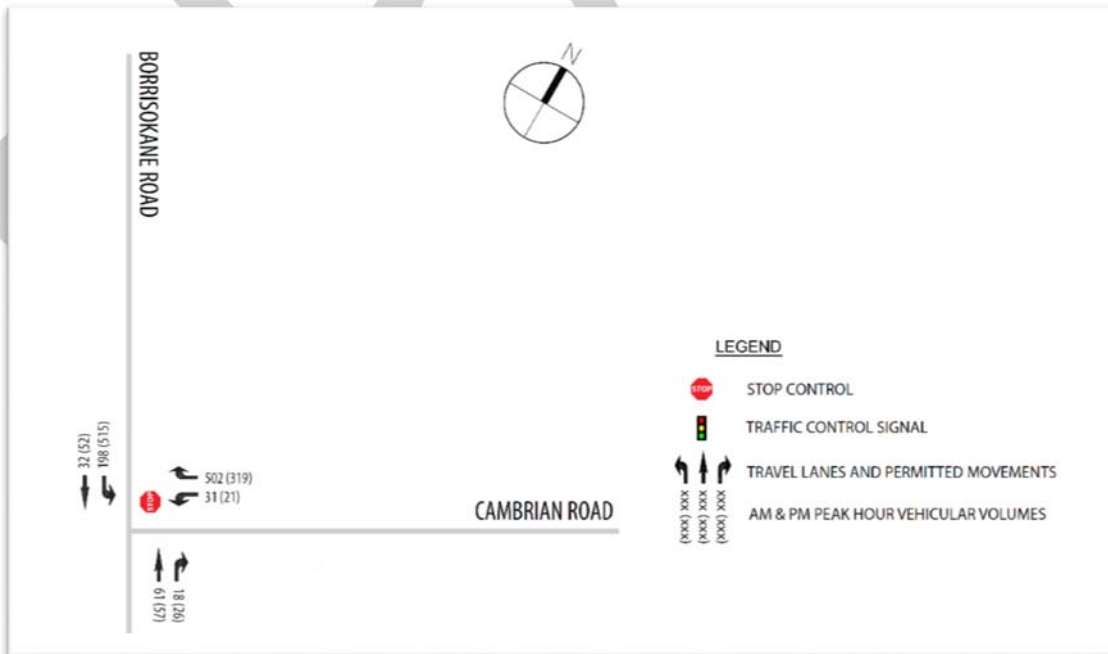 N
BORRISOKANE ROAD
32 (52)
198 (515)
502 (319)
31 (21)
STOP
CAMBRIAN ROAD
61 (57)
18 (26)
LEGEND
STOP
STOP CONTROL
TRAFFIC CONTROL SIGNAL
TRAVEL LANES AND PERMITTED MOVEMENTS
xxx (xxx)
xxx (xxx)
xxx (xxx)
AM & PM PEAK HOUR VEHICULAR VOLUMES